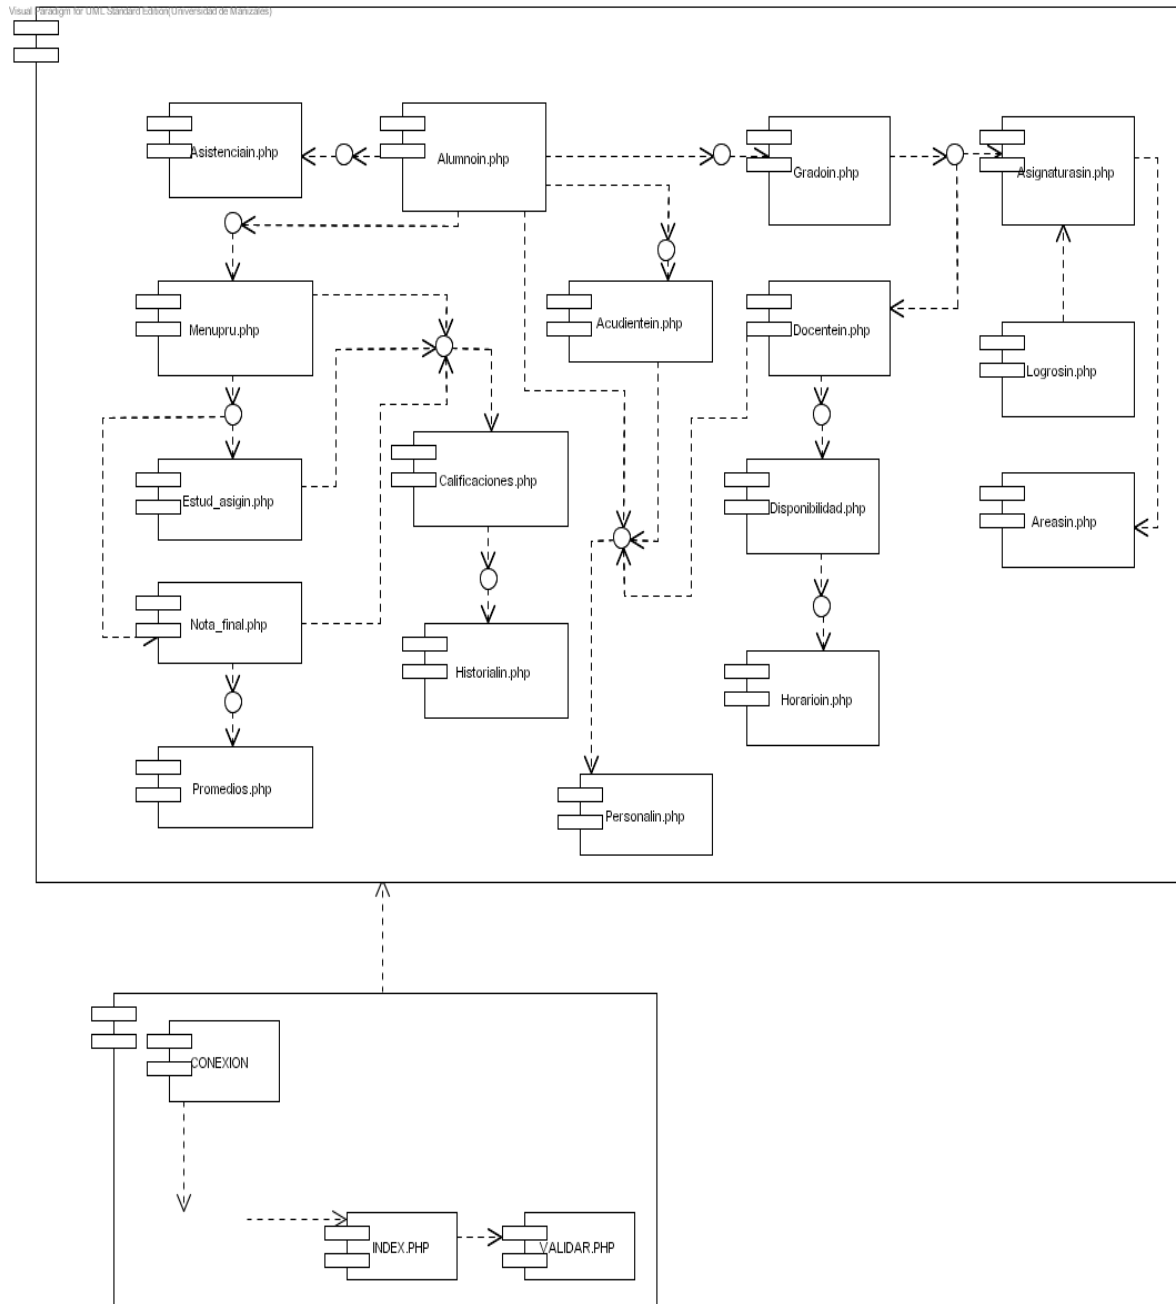 Visual Paradigm for UML Standard Edition(Universidad de Manizales)
Asistenciain.php
Alumnoin.php
Gradoin.php
Asignaturasin.php
Menupru.php
Acudientein.php
Docentein.php
Logrosin.php
Estud_asigin.php
Calificaciones.php
Disponibilidad.php
Areasin.php
Nota_final.php
Historialin.php
Horarioin.php
Promedios.php
Personalin.php
CONEXION
INDEX.PHP
VALIDAR.PHP